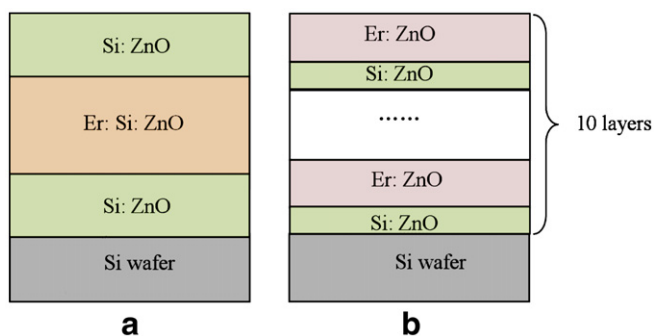 Si: ZnO
Er: Si: ZnO
Si: ZnO
Si wafer
a
Er: ZnO
Si: ZnO
......
Er: ZnO
Si: ZnO
Si wafer
b
10 layers